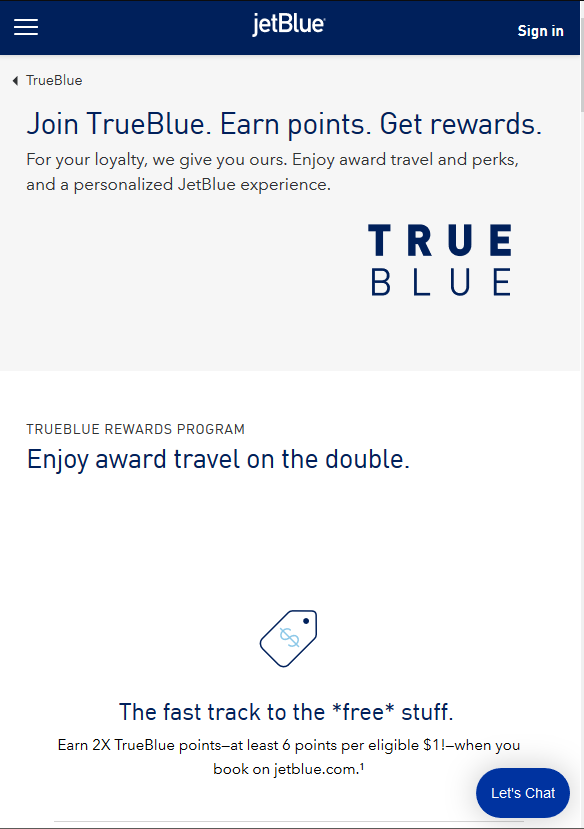 jetBlue
Sign in
TrueBlue
Join TrueBlue. Earn points. Get rewards.
For your loyalty, we give you ours. Enjoy award travel and perks,
and a personalized JetBlue experience.
TRUE
BLUE
TRUEBLUE REWARDS PROGRAM
Enjoy award travel on the double.
$
The fast track to the *free* stuff.
Earn 2X TrueBlue points—at least 6 points per eligible $1!—when you
book on jetblue.com.¹
Let's Chat